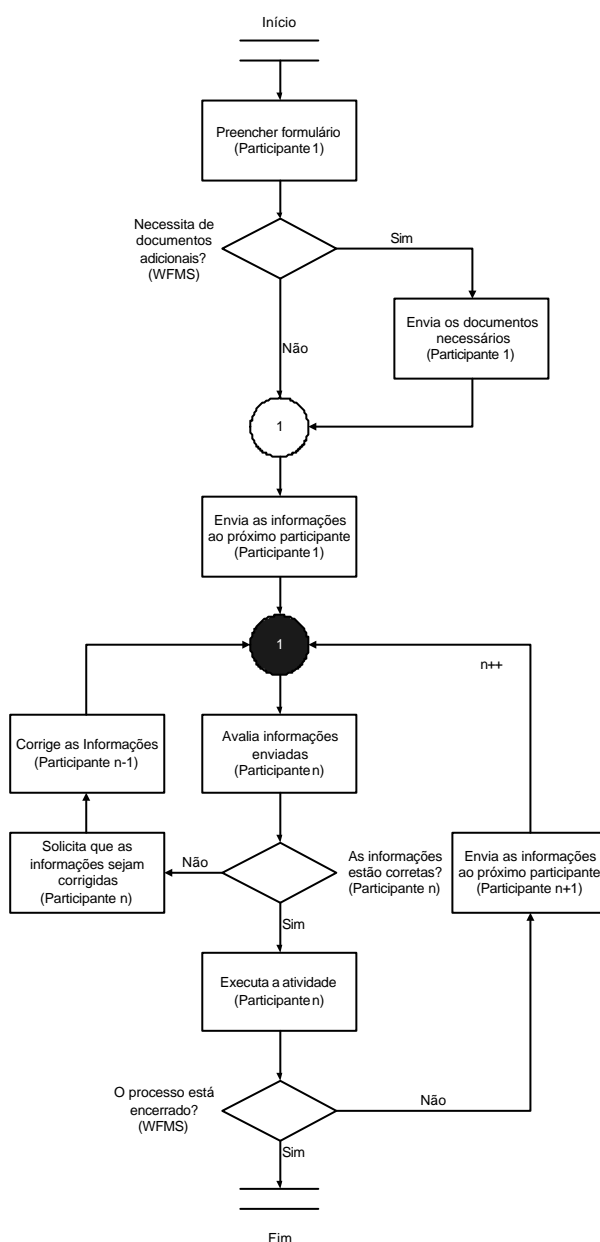 Início
Preencher formulário
(Participante 1)
Necessita de
documentos
adicionais?
(WFMS)
Sim
Envia os documentos
necessários
(Participante 1)
Não
1
Envia as informações
ao próximo participante
(Participante 1)
1
n++
Corrige as Informações
(Participante n-1)
Avalia informações
enviadas
(Participante n)
Solicita que as
informações sejam
corrigidas
(Participante n)
Não
As informações
estão corretas?
(Participante n)
Envia as informações
ao próximo participante
(Participante n+1)
Sim
Executa a atividade
(Participante n)
O processo está
encerrado?
(WFMS)
Não
Sim
Fim